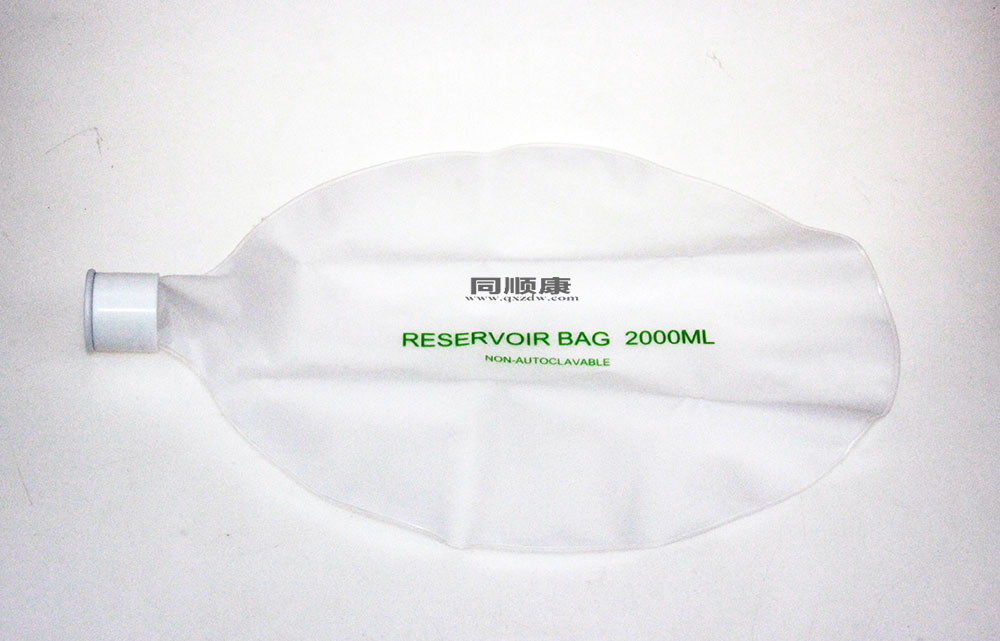 同顺康
www.qxzdw.com
RESERVOIR BAG 2000ML
NON-AUTOCLAVABLE